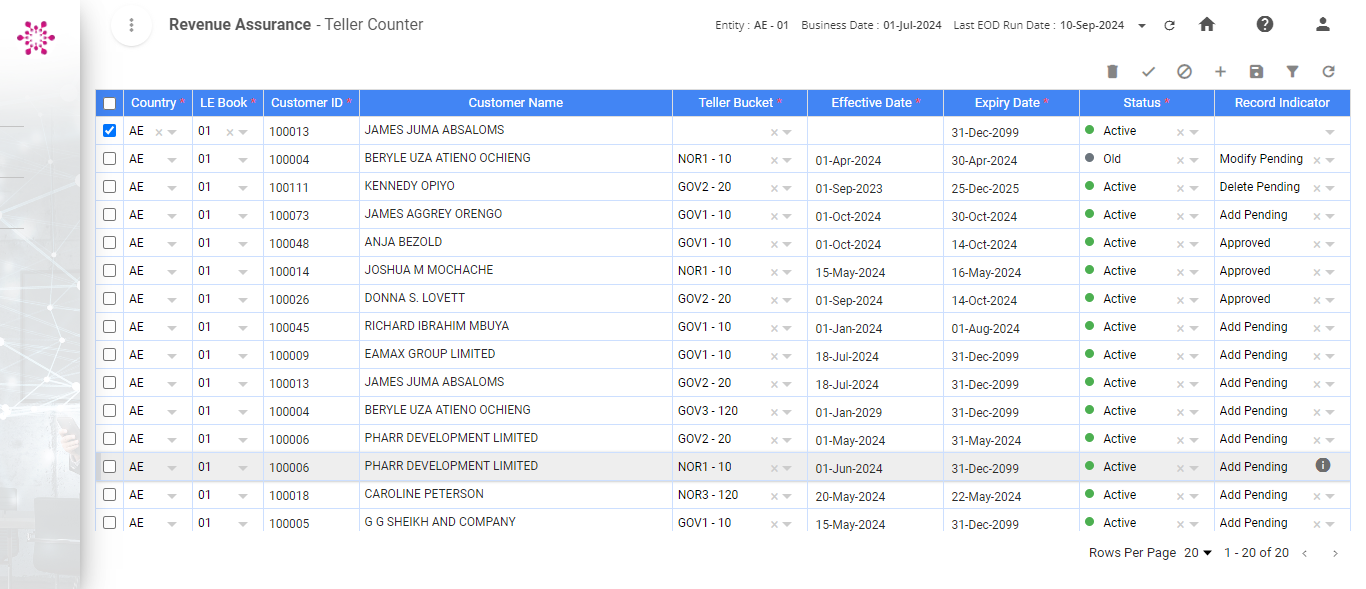 Revenue Assurance - Teller Counter Entity : AE - 01 Business Date : 01-Jul-2024 Last EOD Run Date : 10-Sep-2024
Country * LE Book * Customer ID * Customer Name Teller Bucket * Effective Date * Expiry Date * Status * Record Indicator
AE 01 100013 JAMES JUMA ABSALOMS 31-Dec-2099 Active
AE 01 100004 BERYLE UZA ATIENO OCHIENG NOR1 - 10 01-Apr-2024 30-Apr-2024 Old Modify Pending
AE 01 100111 KENNEDY OPIYO GOV2 - 20 01-Sep-2023 25-Dec-2025 Active Delete Pending
AE 01 100073 JAMES AGGREY ORENGO GOV1 - 10 01-Oct-2024 30-Oct-2024 Active Add Pending
AE 01 100048 ANJA BEZOLD GOV1 - 10 01-Oct-2024 14-Oct-2024 Active Approved
AE 01 100014 JOSHUA M MOCHACHE NOR1 - 10 15-May-2024 16-May-2024 Active Approved
AE 01 100026 DONNA S. LOVETT GOV2 - 20 01-Sep-2024 14-Oct-2024 Active Approved
AE 01 100045 RICHARD IBRAHIM MBUYA GOV1 - 10 01-Jan-2024 01-Aug-2024 Active Add Pending
AE 01 100009 EAMAX GROUP LIMITED GOV1 - 10 18-Jul-2024 31-Dec-2099 Active Add Pending
AE 01 100013 JAMES JUMA ABSALOMS GOV2 - 20 18-Jul-2024 31-Dec-2099 Active Add Pending
AE 01 100004 BERYLE UZA ATIENO OCHIENG GOV3 - 120 01-Jan-2029 31-Dec-2099 Active Add Pending
AE 01 100006 PHARR DEVELOPMENT LIMITED GOV2 - 20 01-May-2024 31-May-2024 Active Add Pending
AE 01 100006 PHARR DEVELOPMENT LIMITED NOR1 - 10 01-Jun-2024 31-Dec-2099 Active Add Pending
AE 01 100018 CAROLINE PETERSON NOR3 - 120 20-May-2024 22-May-2024 Active Add Pending
AE 01 100005 G G SHEIKH AND COMPANY GOV1 - 10 15-May-2024 31-Dec-2099 Active Add Pending
Rows Per Page 20 1 - 20 of 20